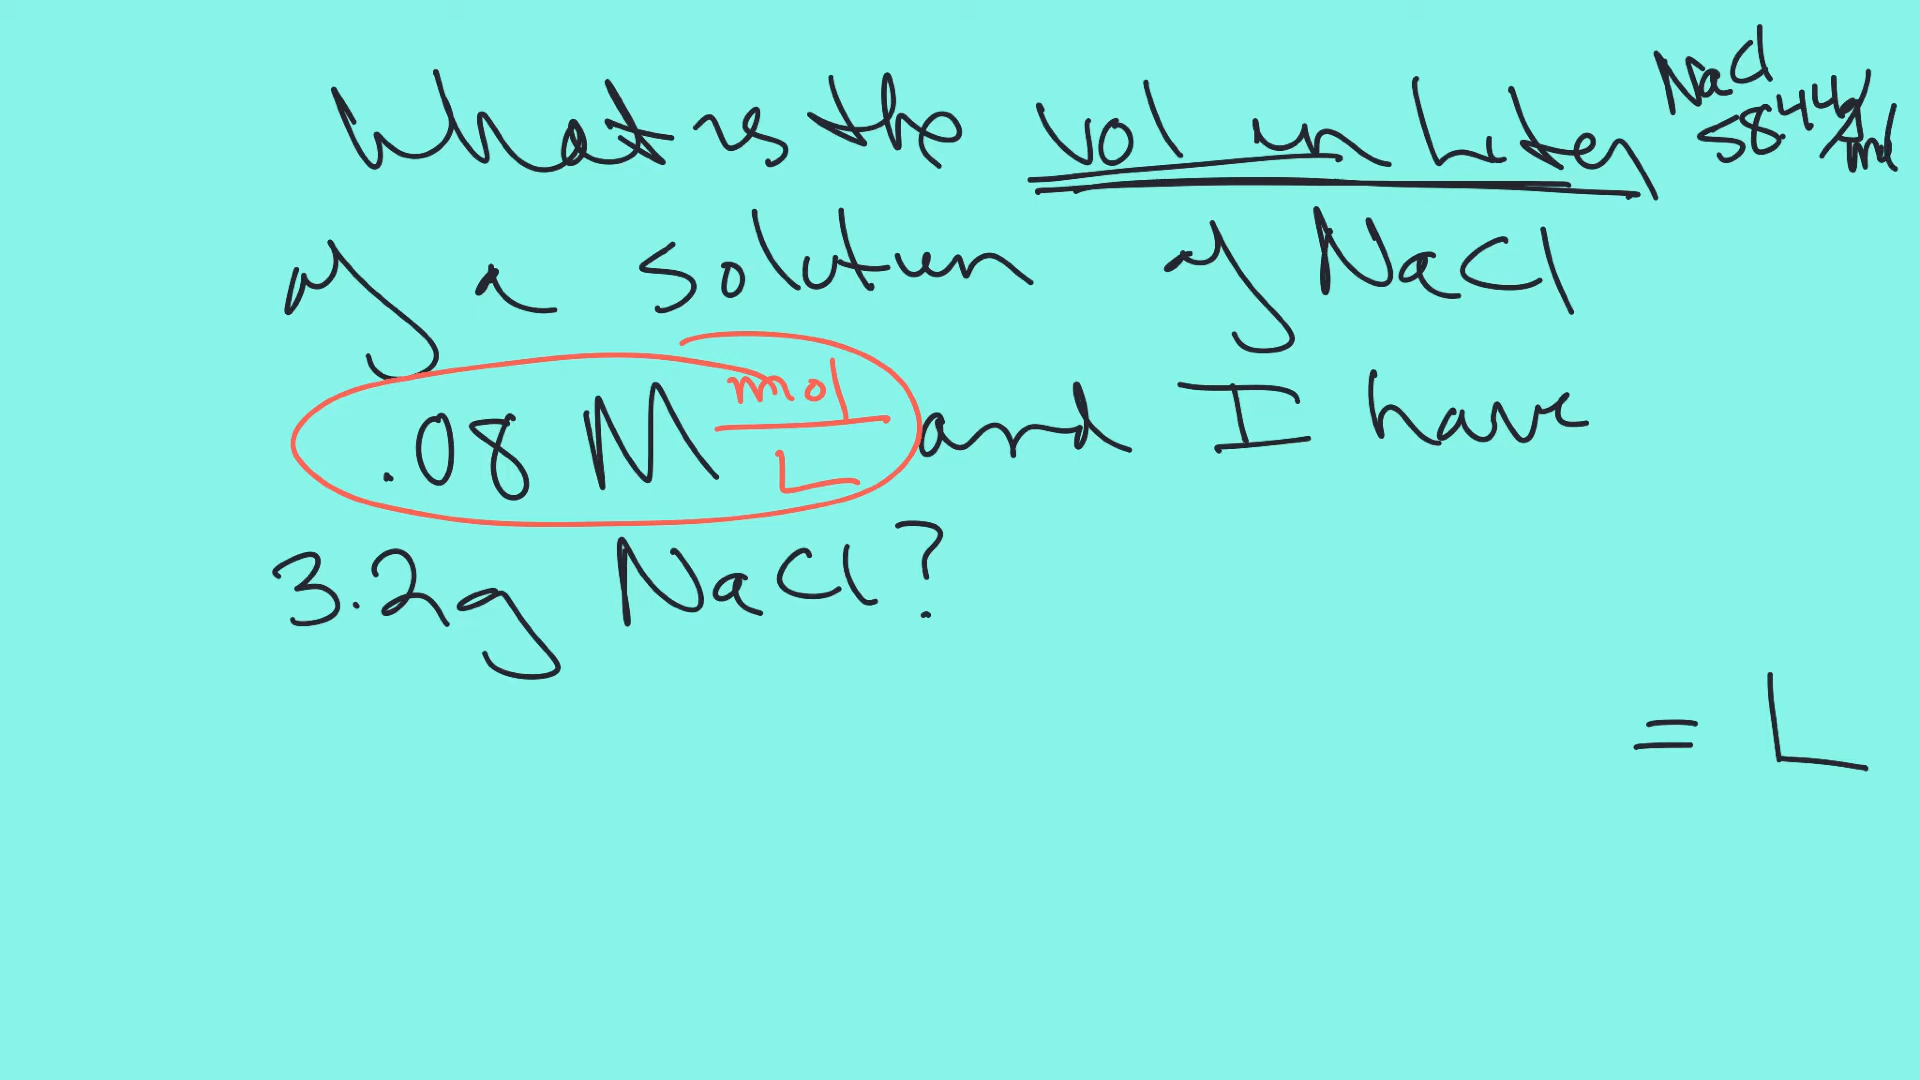 What is the vol in Liters
of a solution of NaCl
.08 M mol/L and I have
3.2g NaCl?
NaCl
58.44g/mol
= L